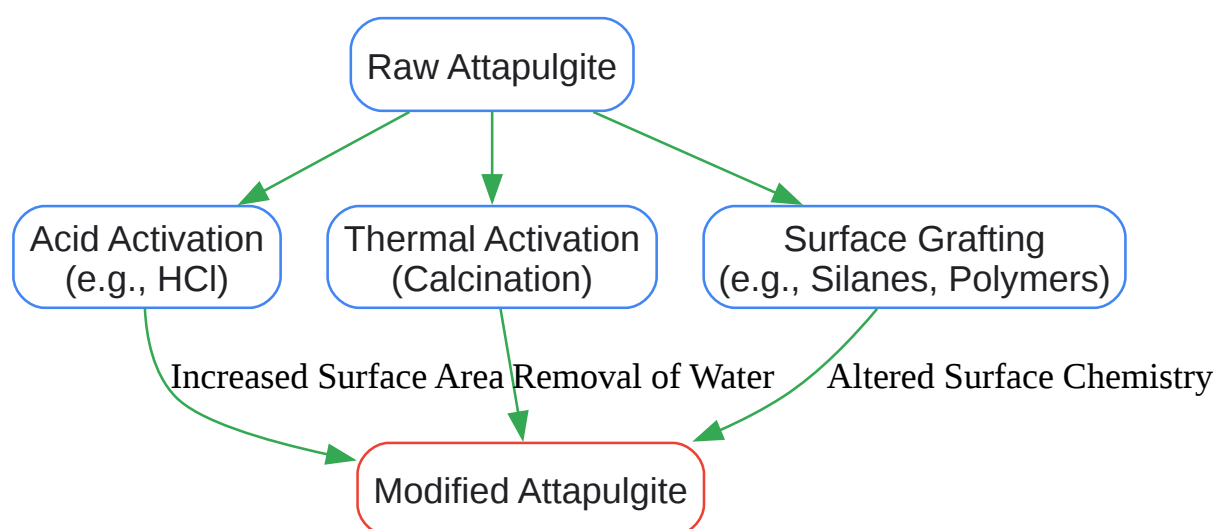 Raw Attapulgite
Acid Activation
(e.g., HCl)
Thermal Activation
(Calcination)
Surface Grafting
(e.g., Silanes, Polymers)
Increased Surface Area
Removal of Water
Altered Surface Chemistry
Modified Attapulgite